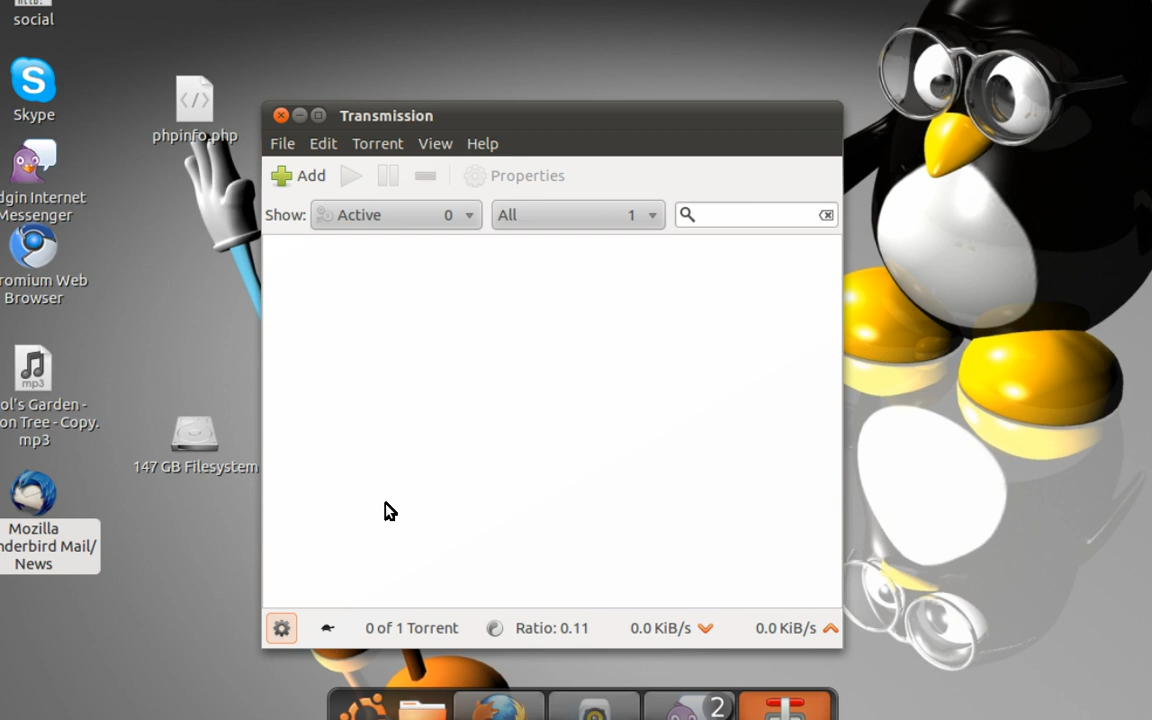 social
Skype
phpinfo.php
dgin Internet
Messenger
romium Web
Browser
mp3
ol's Garden -
on Tree - Copy.
mp3
147 GB Filesystem
Mozilla
nderbird Mail/
News
Transmission
File Edit Torrent View Help
Add Properties
Show: Active 0 All 1
0 of 1 Torrent Ratio: 0.11 0.0 KiB/s 0.0 KiB/s
2